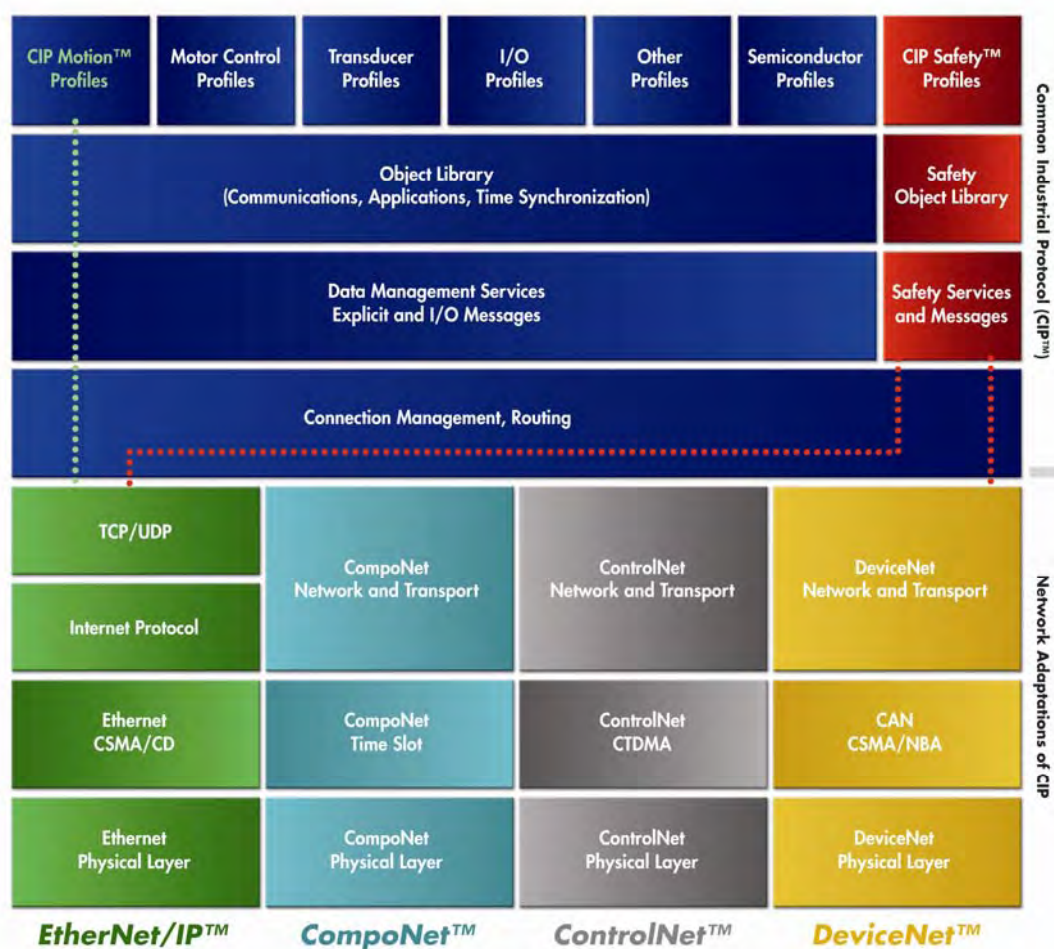 CIP Motion™
Profiles
Motor Control
Profiles
Transducer
Profiles
I/O
Profiles
Other
Profiles
Semiconductor
Profiles
CIP Safety™
Profiles
Object Library
(Communications, Applications, Time Synchronization)
Safety
Object Library
Data Management Services
Explicit and I/O Messages
Safety Services
and Messages
Connection Management, Routing
Common Industrial Protocol (CIP™)
TCP/UDP
Internet Protocol
CompoNet
Network and Transport
ControlNet
Network and Transport
DeviceNet
Network and Transport
Ethernet
CSMA/CD
CompoNet
Time Slot
ControlNet
CTDMA
CAN
CSMA/NBA
Ethernet
Physical Layer
CompoNet
Physical Layer
ControlNet
Physical Layer
DeviceNet
Physical Layer
Network Adaptations of CIP
EtherNet/IP™
CompoNet™
ControlNet™
DeviceNet™